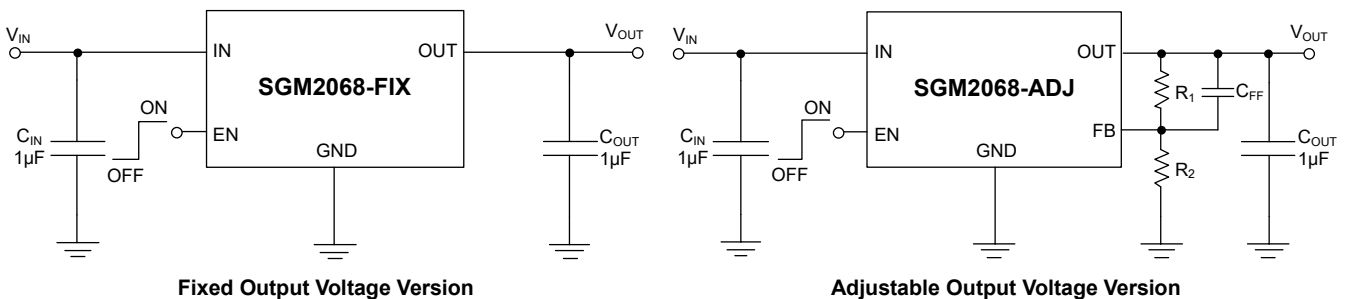 VIN
IN
OUT
VOUT
SGM2068-FIX
ON
EN
CIN
1µF
OFF
GND
COUT
1µF
Fixed Output Voltage Version
VIN
IN
OUT
VOUT
SGM2068-ADJ
R1
CFF
ON
EN
FB
CIN
1µF
OFF
GND
COUT
1µF
R2
Adjustable Output Voltage Version